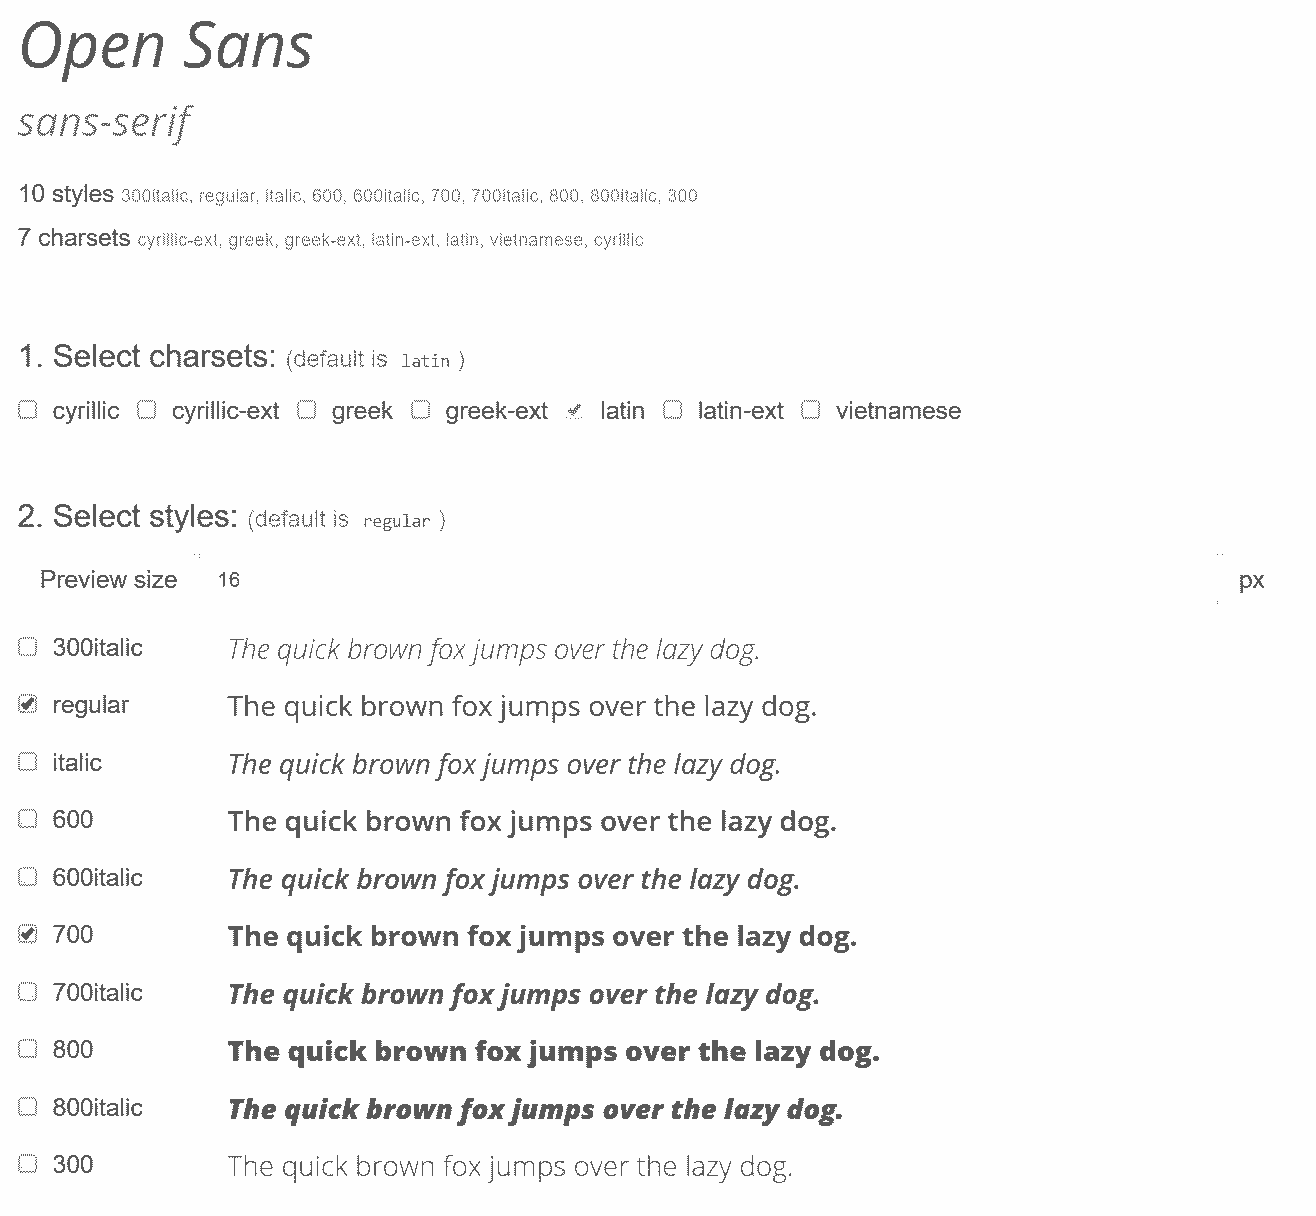 Open Sans
sans-serif
10 styles 300italic, regular, italic, 600, 600italic, 700, 700italic, 800, 800italic, 300
7 charsets cyrillic-ext, greek, greek-ext, latin-ext, latin, vietnamese, cyrillic
1. Select charsets: (default is latin )
cyrillic cyrillic-ext greek greek-ext latin latin-ext vietnamese
2. Select styles: (default is regular )
Preview size 16 px
300italic The quick brown fox jumps over the lazy dog.
regular The quick brown fox jumps over the lazy dog.
italic The quick brown fox jumps over the lazy dog.
600 The quick brown fox jumps over the lazy dog.
600italic The quick brown fox jumps over the lazy dog.
700 The quick brown fox jumps over the lazy dog.
700italic The quick brown fox jumps over the lazy dog.
800 The quick brown fox jumps over the lazy dog.
800italic The quick brown fox jumps over the lazy dog.
300 The quick brown fox jumps over the lazy dog.